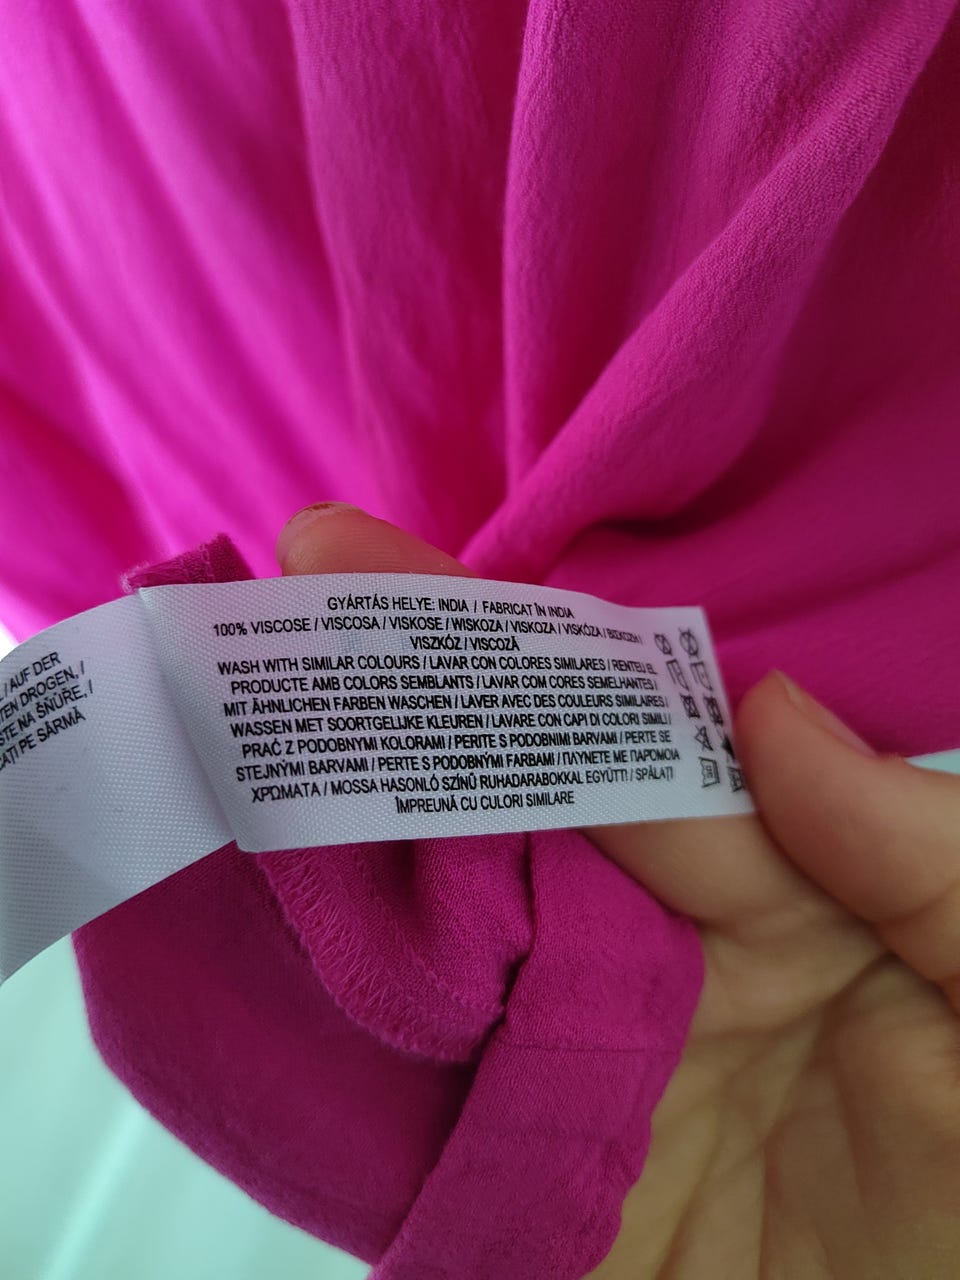 / AUF DER
TEN DROGEN, /
STE NA ŠŇŮRE, /
CAȚI PE SÂRMĂ
GYÁRTÁS HELYE: INDIA / FABRICAT ÎN INDIA
100% VISCOSE / VISCOSA / VISKOSE / WISKOZA / VISKOZA / VISKÓZA / ΒΙΣΚΟΖΗ /
VISZKÓZ / VISCOZĂ
WASH WITH SIMILAR COLOURS / LAVAR CON COLORES SIMILARES / RENTEU EL
PRODUCTE AMB COLORS SEMBLANTS / LAVAR COM CORES SEMELHANTES /
MIT ÄHNLICHEN FARBEN WASCHEN / LAVER AVEC DES COULEURS SIMILAIRES /
WASSEN MET SOORTGELIJKE KLEUREN / LAVARE CON CAPI DI COLORI SIMILI /
PRAĆ Z PODOBNYMI KOLORAMI / PERITE S PODOBNIMI BARVAMI / PERTE SE
STEJNÝMI BARVAMI / PERTE S PODOBNÝMI FARBAMI / ΠΛΥΝΕΤΕ ΜΕ ΠΑΡΟΜΟΙΑ
ΧΡΩΜΑΤΑ / MOSSA HASONLÓ SZÍNŰ RUHADARABOKKAL EGYÜTT! / SPĂLAȚI
ÎMPREUNĂ CU CULORI SIMILARE